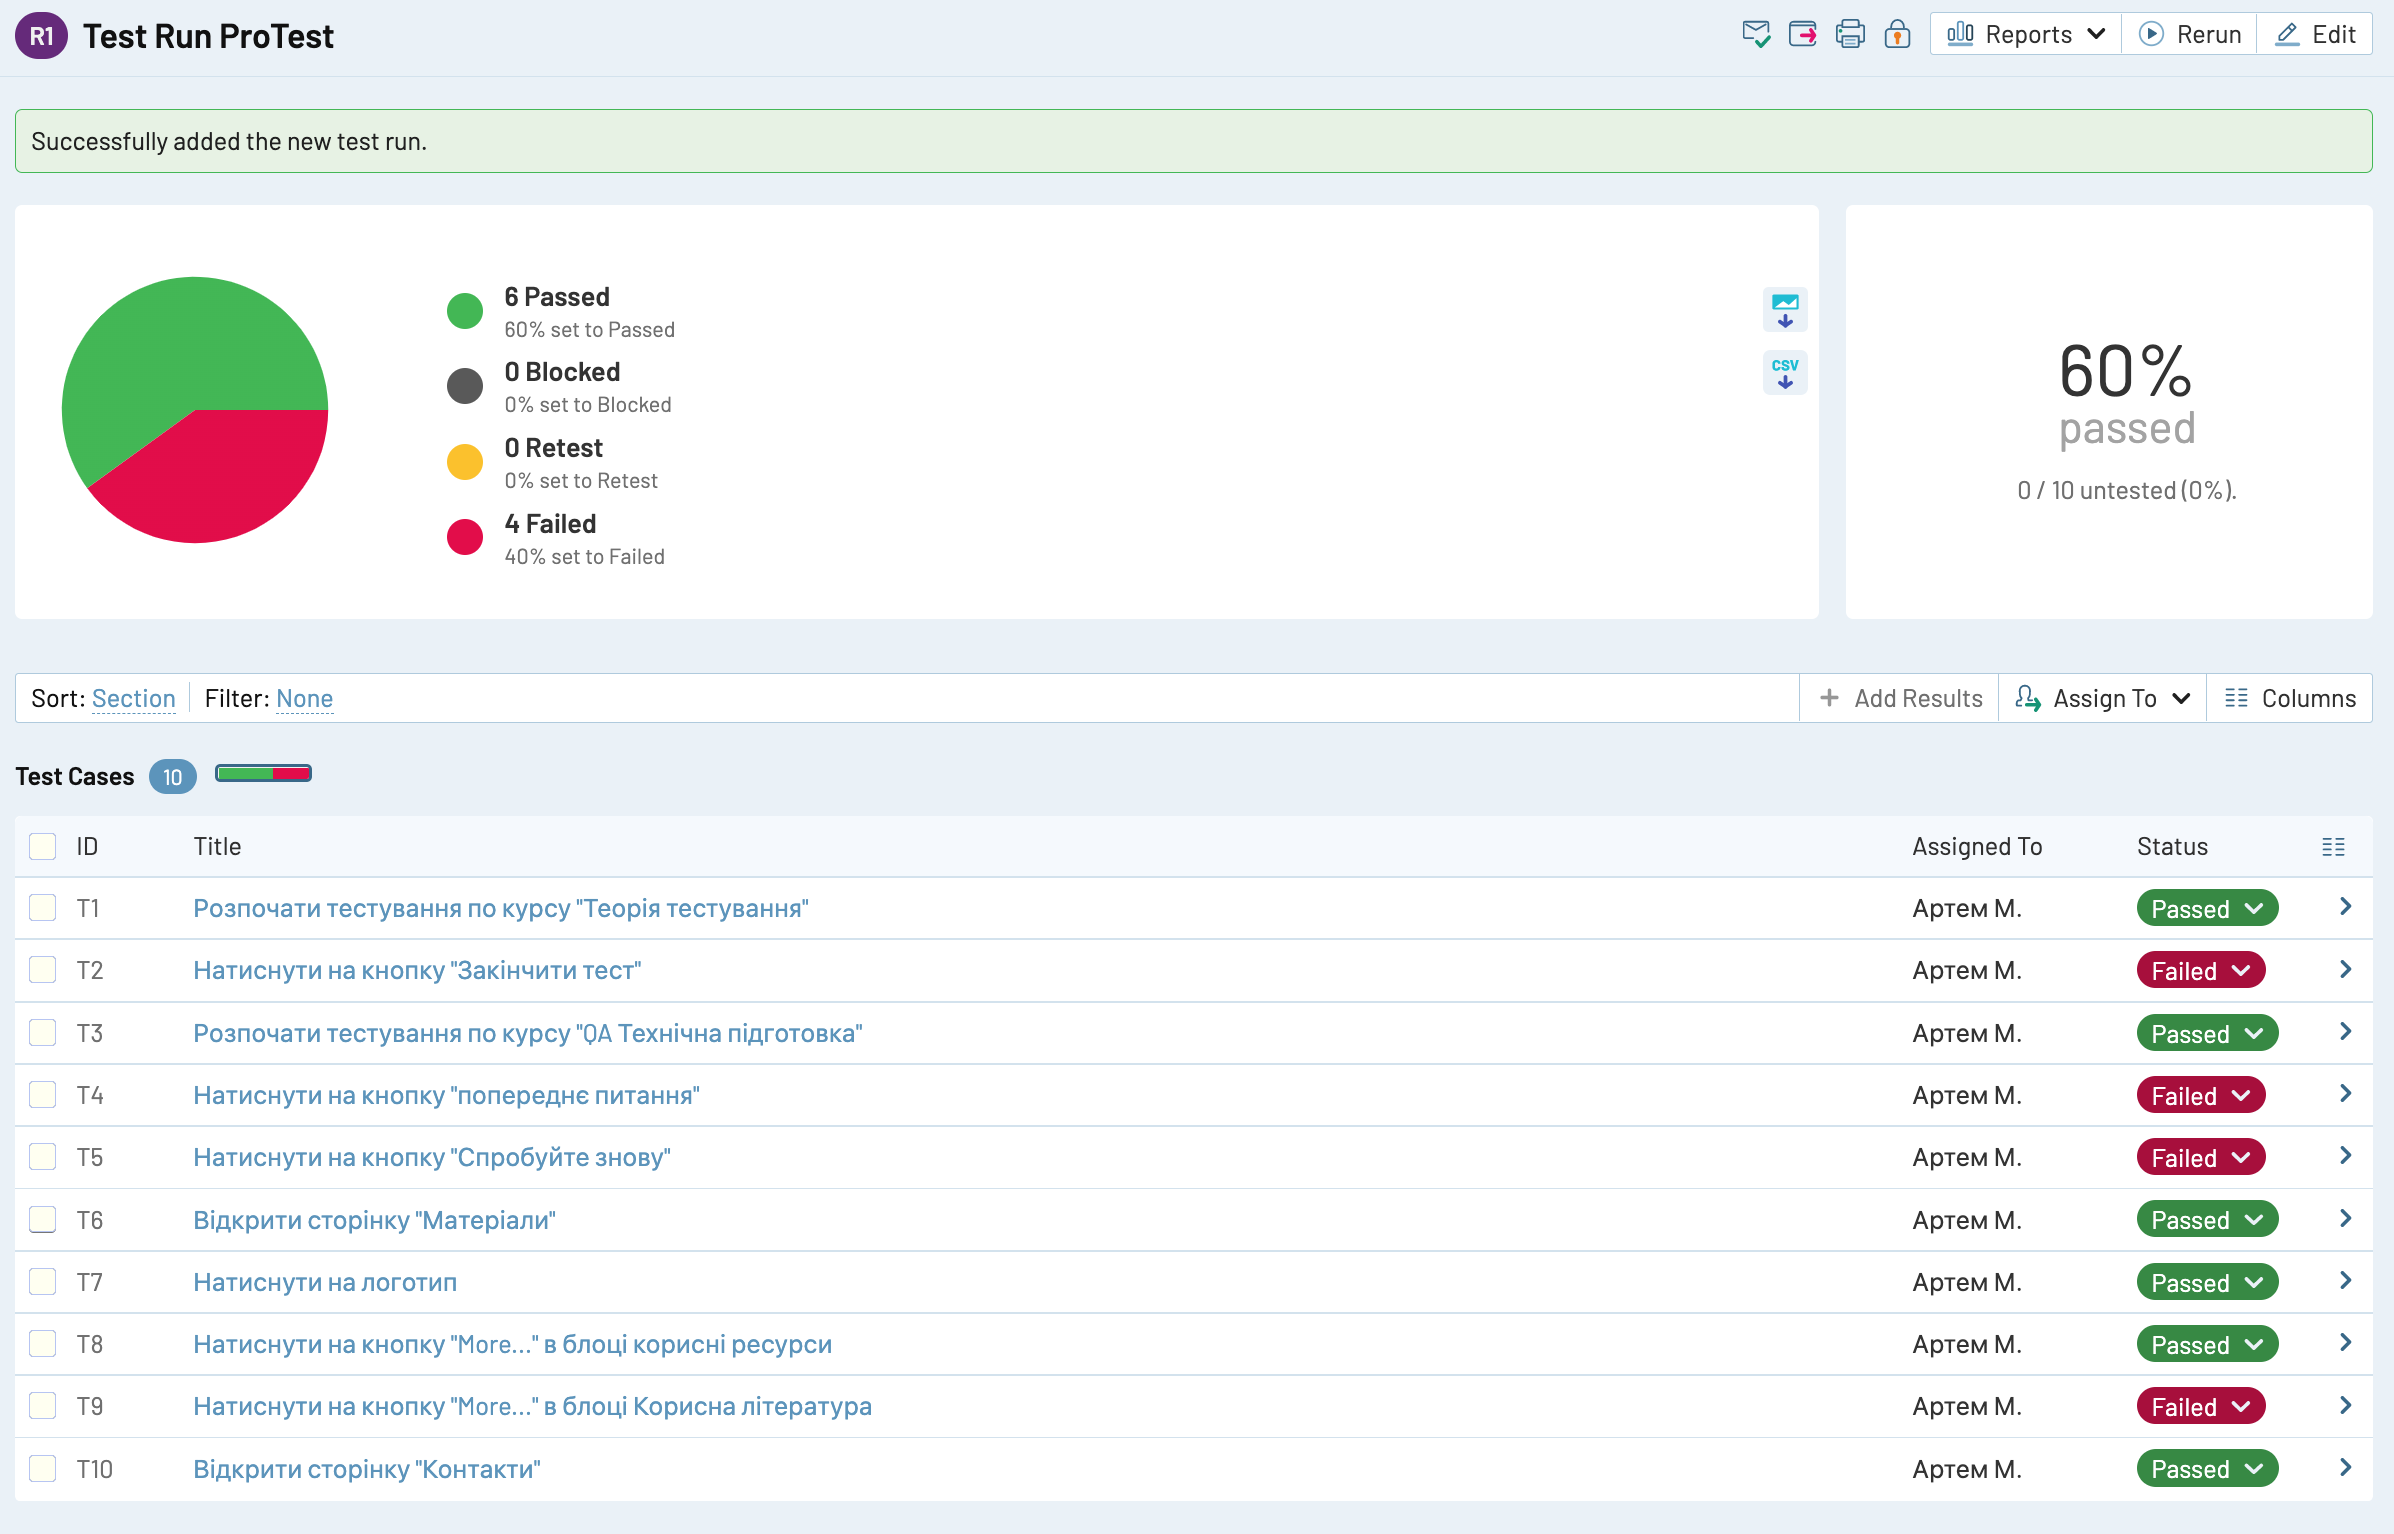 R1 Test Run ProTest Reports Rerun Edit
Successfully added the new test run.
6 Passed
60% set to Passed
0 Blocked
0% set to Blocked
0 Retest
0% set to Retest
4 Failed
40% set to Failed
CSV
60%
passed
0 / 10 untested (0%).
Sort: Section Filter: None + Add Results Assign To Columns
Test Cases 10
ID Title Assigned To Status
T1 Розпочати тестування по курсу "Теорія тестування" Артем М. Passed
T2 Натиснути на кнопку "Закінчити тест" Артем М. Failed
T3 Розпочати тестування по курсу "QA Технічна підготовка" Артем М. Passed
T4 Натиснути на кнопку "попереднє питання" Артем М. Failed
T5 Натиснути на кнопку "Спробуйте знову" Артем М. Failed
T6 Відкрити сторінку "Матеріали" Артем М. Passed
T7 Натиснути на логотип Артем М. Passed
T8 Натиснути на кнопку "More..." в блоці корисні ресурси Артем М. Passed
T9 Натиснути на кнопку "More..." в блоці Корисна література Артем М. Failed
T10 Відкрити сторінку "Контакти" Артем М. Passed